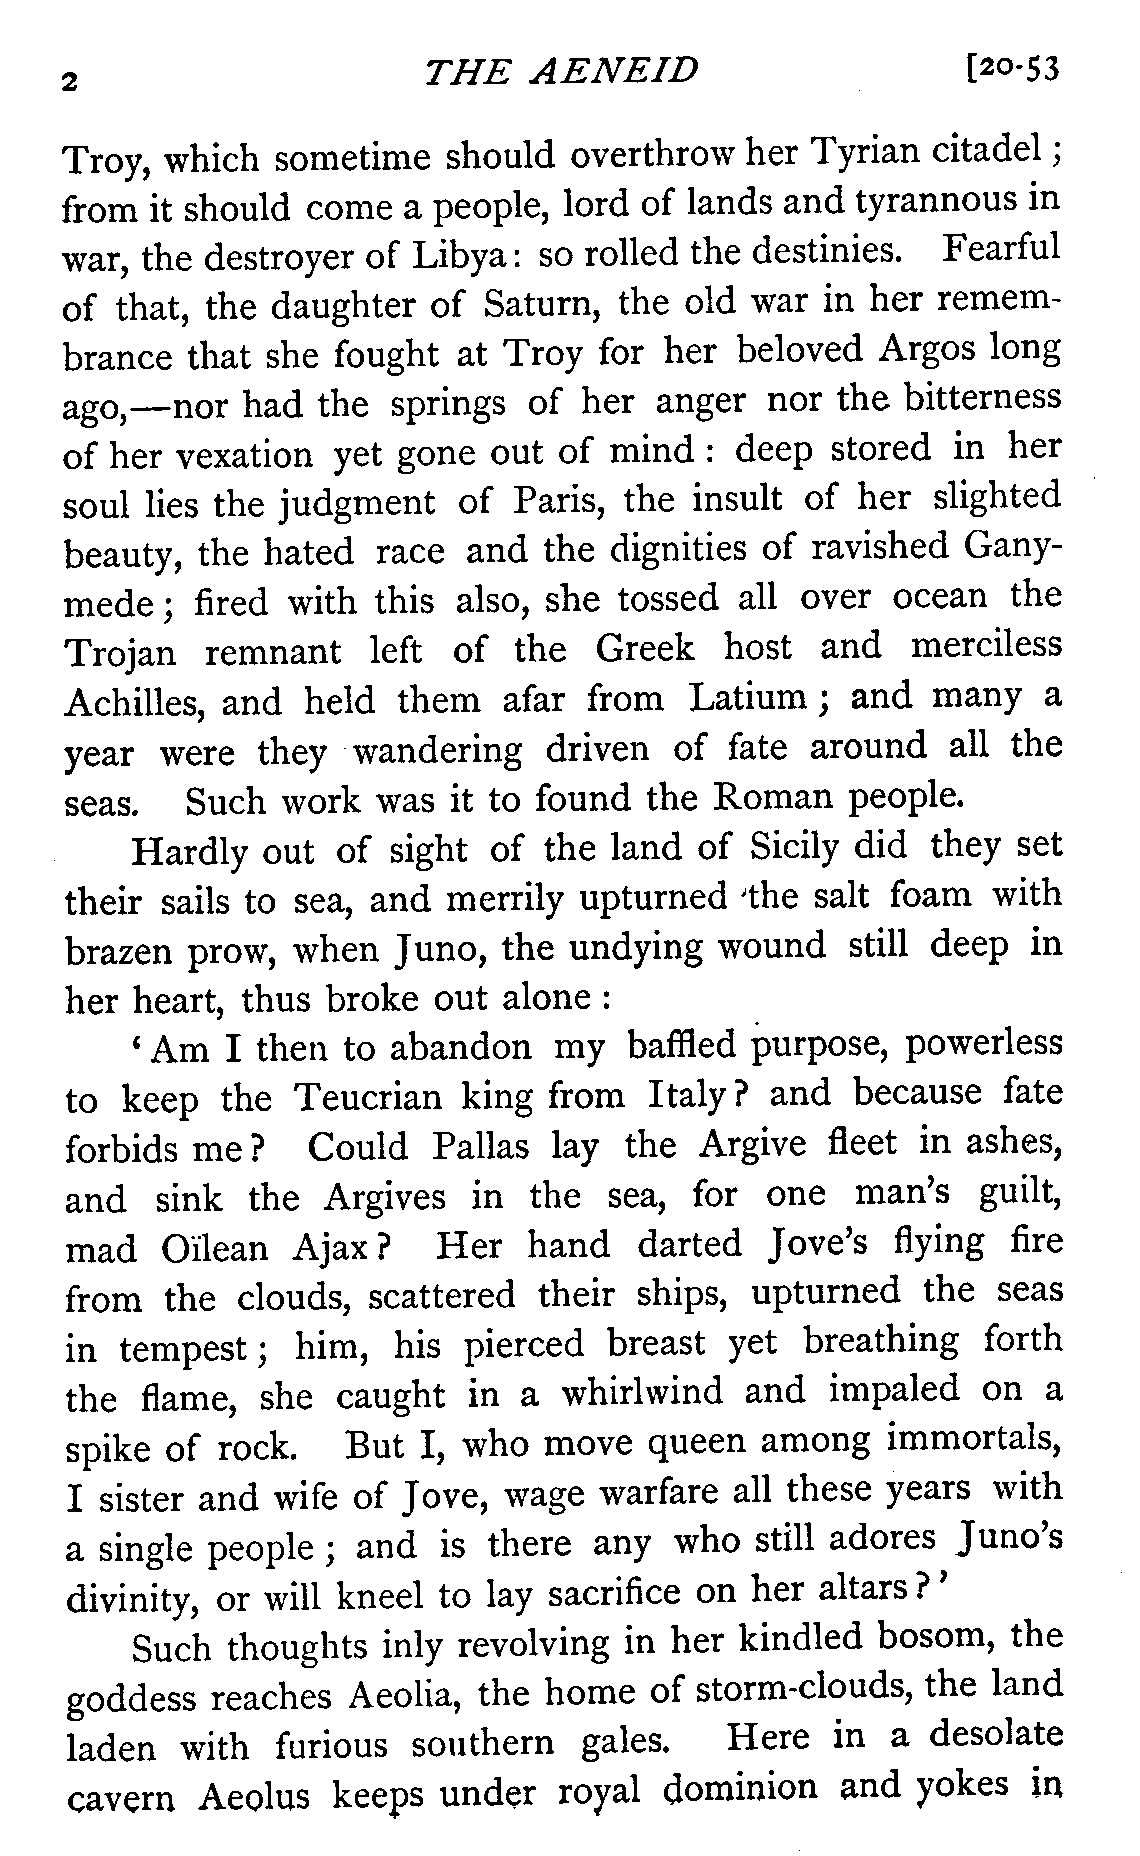 2 THE AENEID [20-53
Troy, which sometime should overthrow her Tyrian citadel ;
from it should come a people, lord of lands and tyrannous in
war, the destroyer of Libya : so rolled the destinies. Fearful
of that, the daughter of Saturn, the old war in her remem-
brance that she fought at Troy for her beloved Argos long
ago,—nor had the springs of her anger nor the bitterness
of her vexation yet gone out of mind : deep stored in her
soul lies the judgment of Paris, the insult of her slighted
beauty, the hated race and the dignities of ravished Gany-
mede ; fired with this also, she tossed all over ocean the
Trojan remnant left of the Greek host and merciless
Achilles, and held them afar from Latium ; and many a
year were they wandering driven of fate around all the
seas. Such work was it to found the Roman people.
Hardly out of sight of the land of Sicily did they set
their sails to sea, and merrily upturned the salt foam with
brazen prow, when Juno, the undying wound still deep in
her heart, thus broke out alone :
‘ Am I then to abandon my baffled purpose, powerless
to keep the Teucrian king from Italy ? and because fate
forbids me ? Could Pallas lay the Argive fleet in ashes,
and sink the Argives in the sea, for one man’s guilt,
mad Oïlean Ajax ? Her hand darted Jove’s flying fire
from the clouds, scattered their ships, upturned the seas
in tempest ; him, his pierced breast yet breathing forth
the flame, she caught in a whirlwind and impaled on a
spike of rock. But I, who move queen among immortals,
I sister and wife of Jove, wage warfare all these years with
a single people ; and is there any who still adores Juno’s
divinity, or will kneel to lay sacrifice on her altars ? ’
Such thoughts inly revolving in her kindled bosom, the
goddess reaches Aeolia, the home of storm-clouds, the land
laden with furious southern gales. Here in a desolate
cavern Aeolus keeps under royal dominion and yokes in